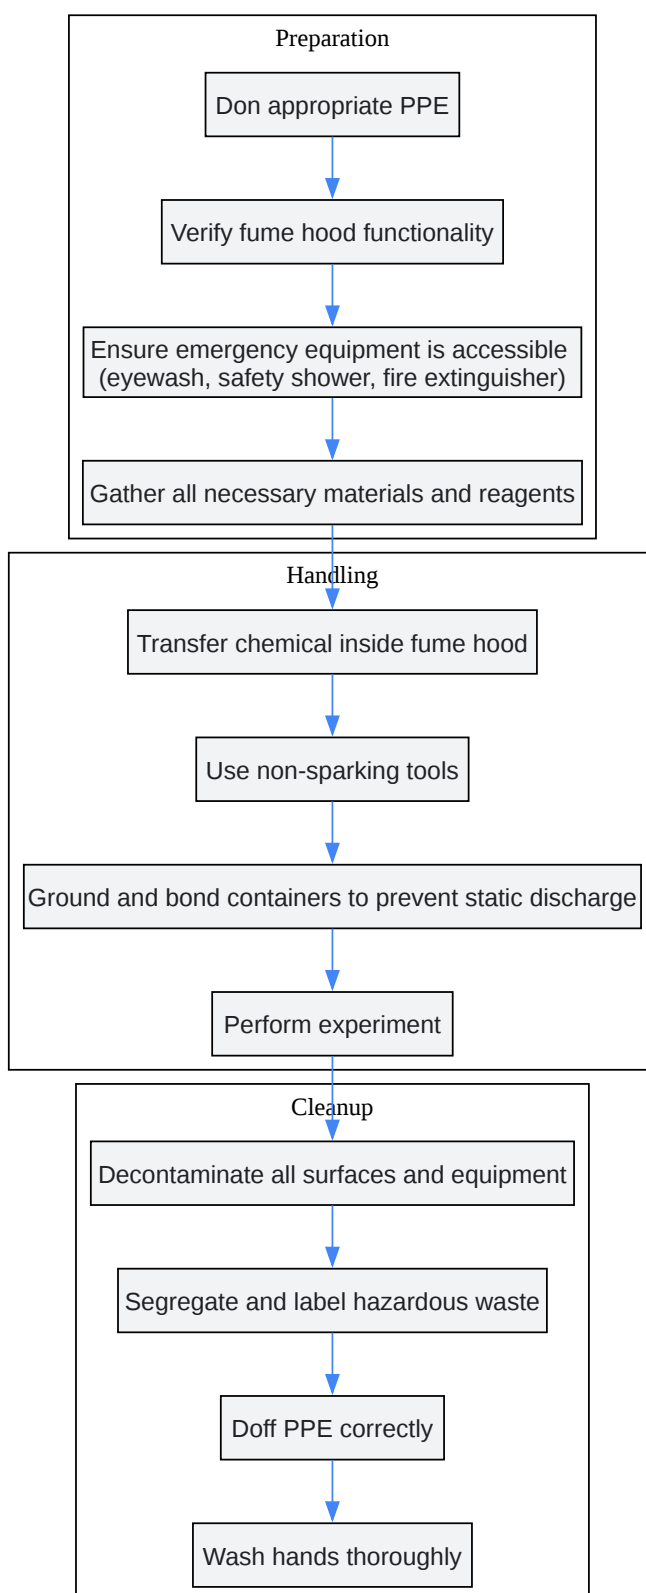 Preparation
Don appropriate PPE
Verify fume hood functionality
Ensure emergency equipment is accessible
(eyewash, safety shower, fire extinguisher)
Gather all necessary materials and reagents
Handling
Transfer chemical inside fume hood
Use non-sparking tools
Ground and bond containers to prevent static discharge
Perform experiment
Cleanup
Decontaminate all surfaces and equipment
Segregate and label hazardous waste
Doff PPE correctly
Wash hands thoroughly